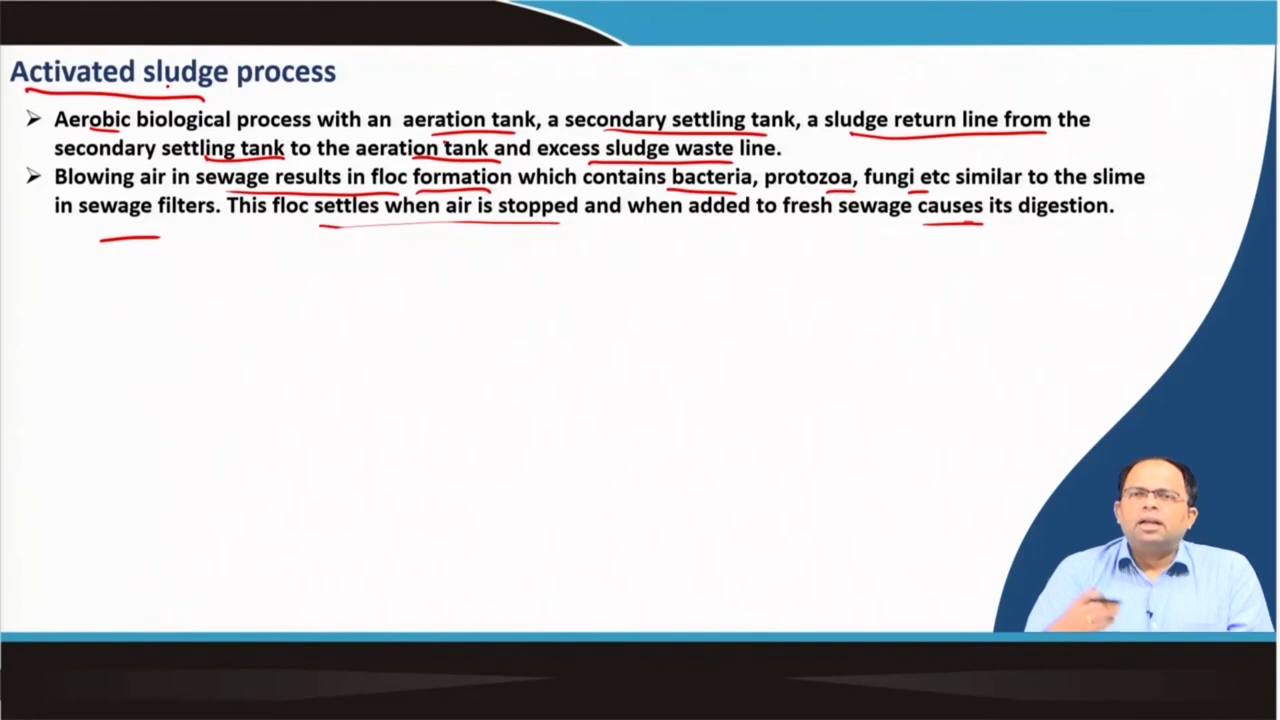 Activated sludge process
➢ Aerobic biological process with an aeration tank, a secondary settling tank, a sludge return line from the
secondary settling tank to the aeration tank and excess sludge waste line.
➢ Blowing air in sewage results in floc formation which contains bacteria, protozoa, fungi etc similar to the slime
in sewage filters. This floc settles when air is stopped and when added to fresh sewage causes its digestion.